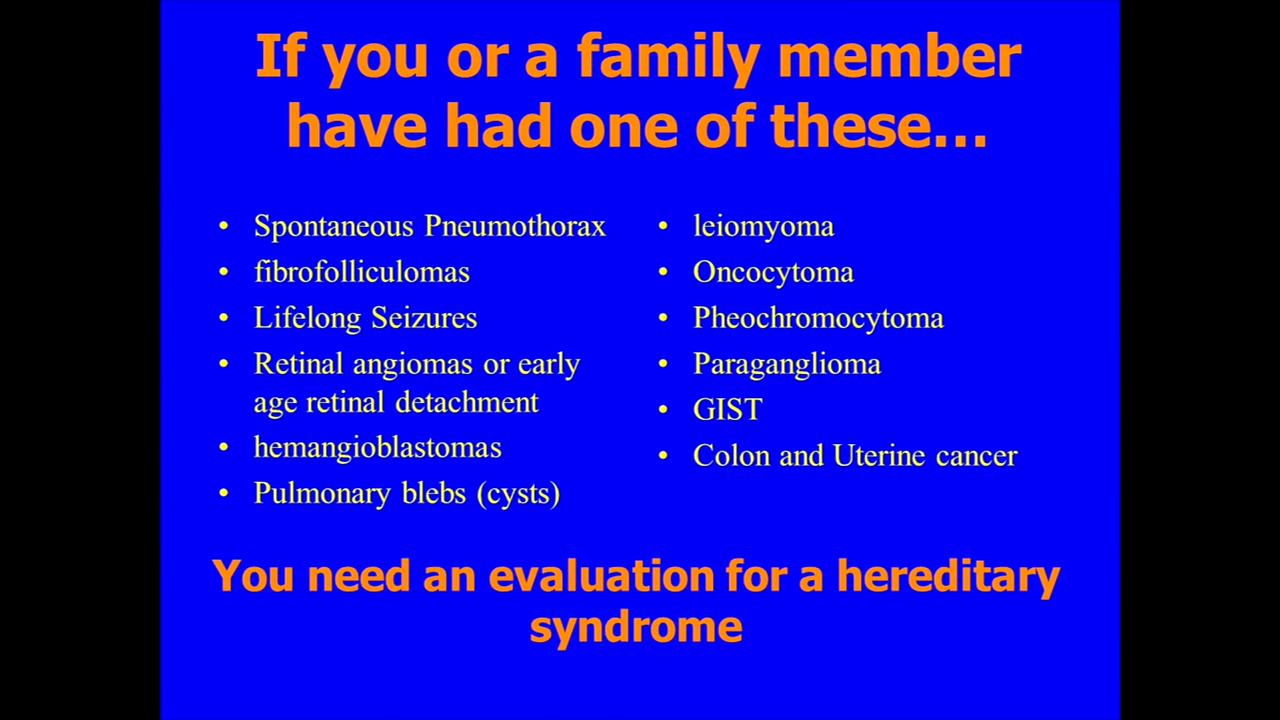 If you or a family member
have had one of these…
• Spontaneous Pneumothorax
• fibrofolliculomas
• Lifelong Seizures
• Retinal angiomas or early
age retinal detachment
• hemangioblastomas
• Pulmonary blebs (cysts)
• leiomyoma
• Oncocytoma
• Pheochromocytoma
• Paraganglioma
• GIST
• Colon and Uterine cancer
You need an evaluation for a hereditary
syndrome